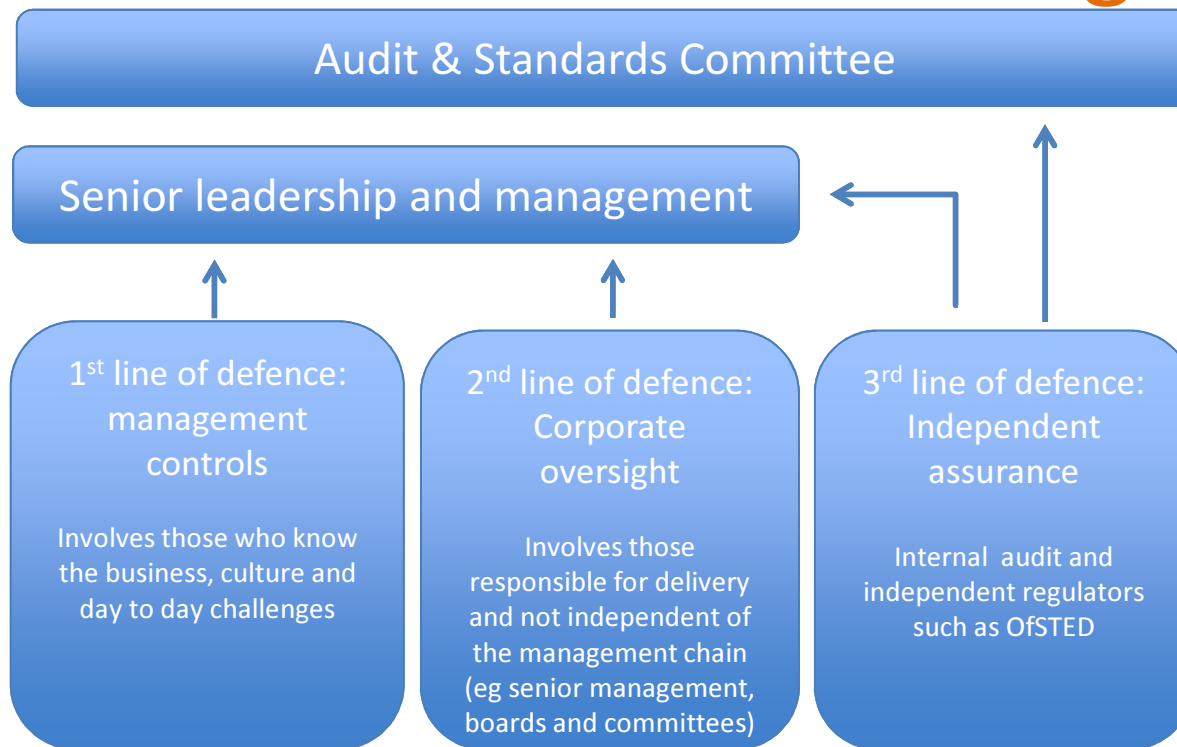 Audit & Standards Committee
Senior leadership and management
1st line of defence:
management
controls
Involves those who know
the business, culture and
day to day challenges
2nd line of defence:
Corporate
oversight
Involves those
responsible for delivery
and not independent of
the management chain
(eg senior management,
boards and committees)
3rd line of defence:
Independent
assurance
Internal audit and
independent regulators
such as OfSTED